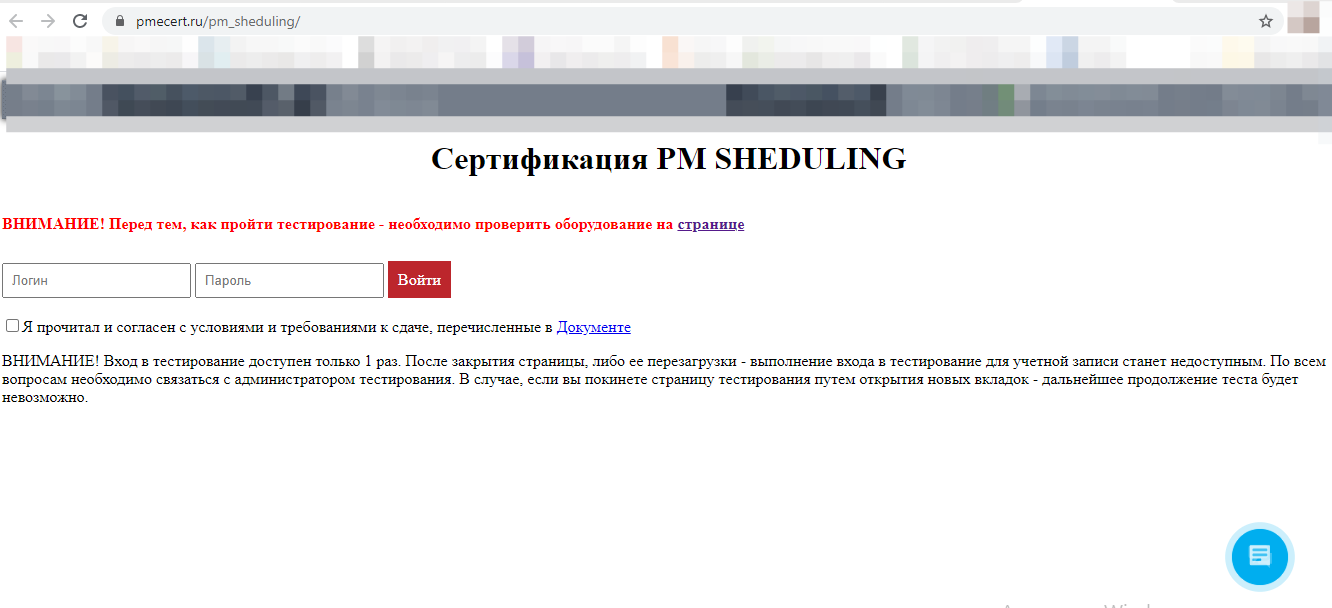 pmecert.ru/pm_sheduling/
Сертификация PM SHEDULING
ВНИМАНИЕ! Перед тем, как пройти тестирование - необходимо проверить оборудование на странице
Логин Пароль Войти
Я прочитал и согласен с условиями и требованиями к сдаче, перечисленные в Документе
ВНИМАНИЕ! Вход в тестирование доступен только 1 раз. После закрытия страницы, либо ее перезагрузки - выполнение входа в тестирование для учетной записи станет недоступным. По всем
вопросам необходимо связаться с администратором тестирования. В случае, если вы покинете страницу тестирования путем открытия новых вкладок - дальнейшее продолжение теста будет
невозможно.